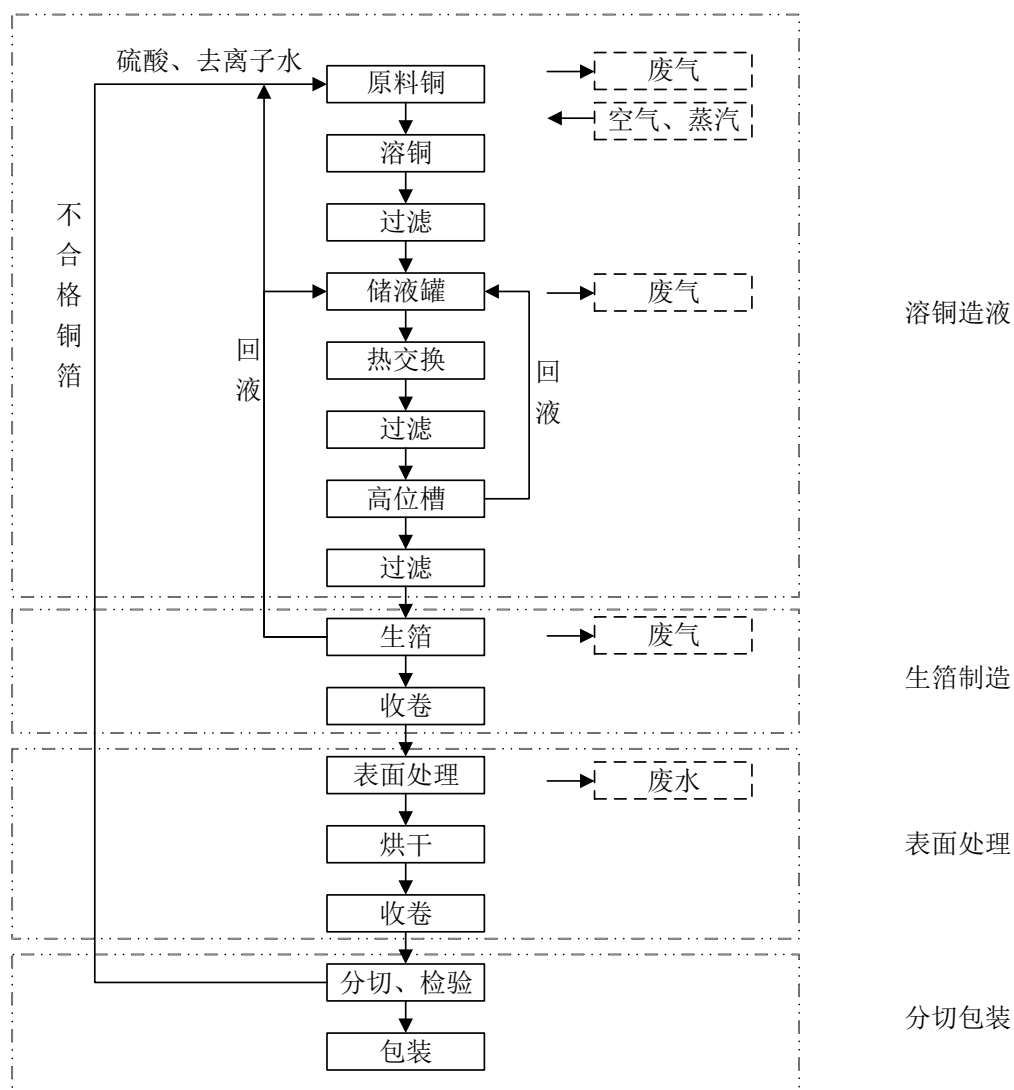 硫酸、去离子水
原料铜
废气
空气、蒸汽
溶铜
过滤
不合格铜箔
储液罐
废气
溶铜造液
回液
热交换
回液
过滤
高位槽
过滤
生箔
废气
生箔制造
收卷
表面处理
废水
烘干
表面处理
收卷
分切、检验
分切包装
包装